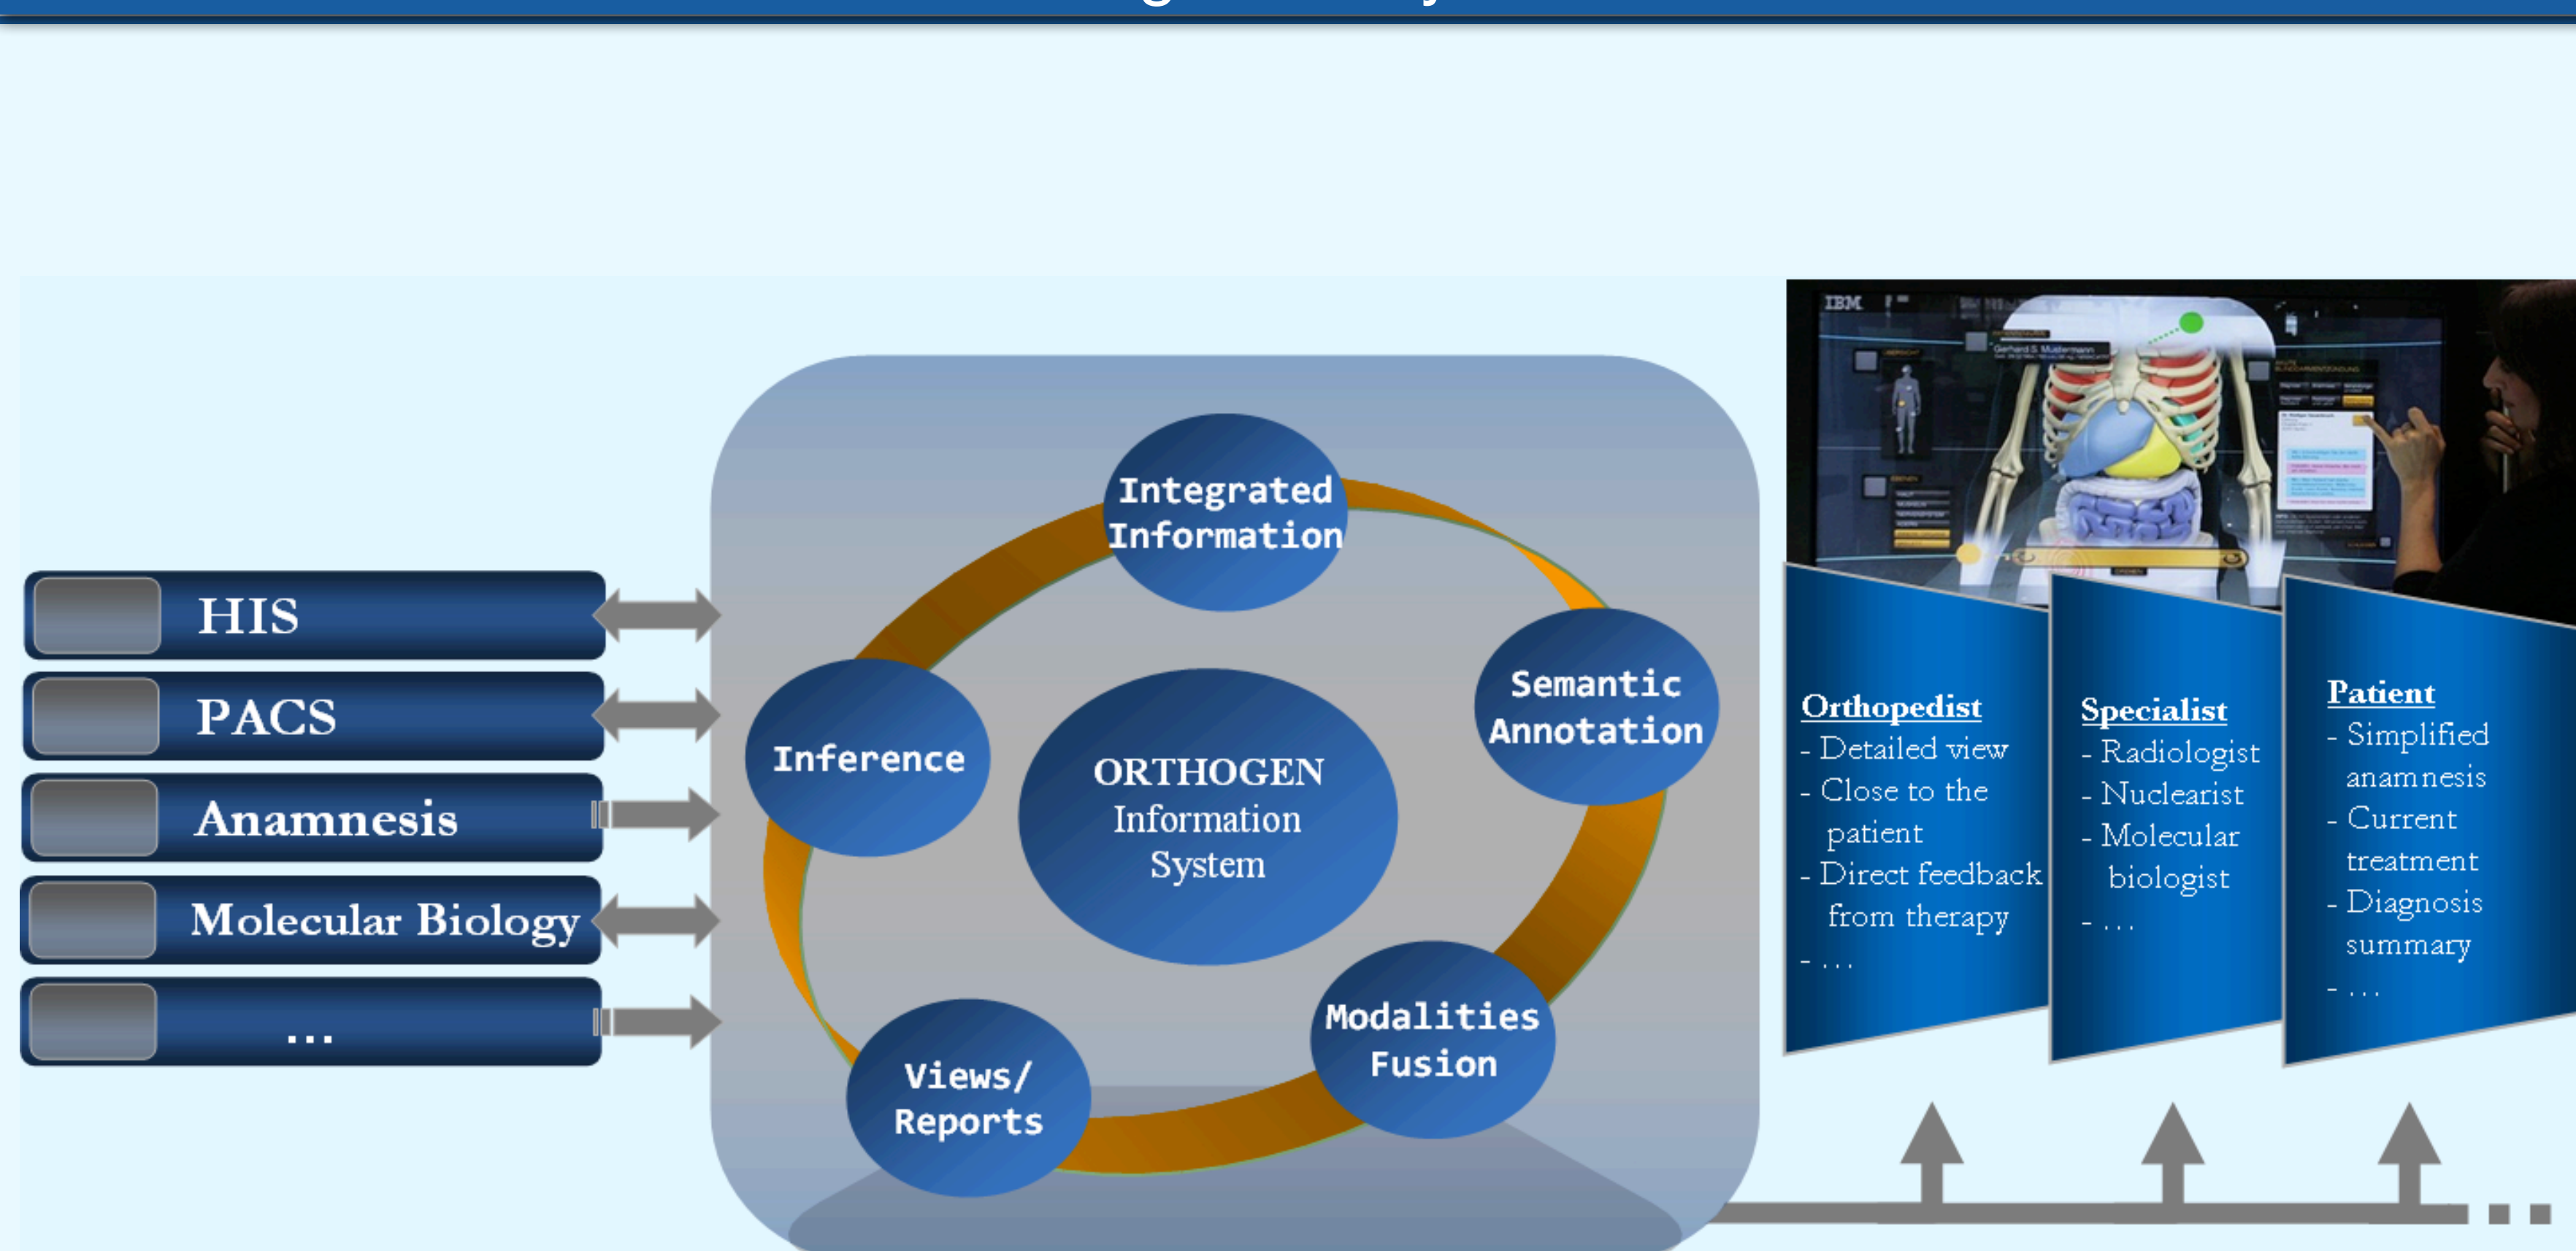 HIS
PACS
Anamnesis
Molecular Biology
...
Integrated
Information
Semantic
Annotation
Inference
ORTHOGEN
Information
System
Modalities
Fusion
Views/
Reports
IBM
Gerhard S. Mustermann
Orthopedist
- Detailed view
- Close to the
patient
- Direct feedback
from therapy
- ...
Specialist
- Radiologist
- Nuclearist
- Molecular
biologist
- ...
Patient
- Simplified
anamnesis
- Current
treatment
- Diagnosis
summary
- ...